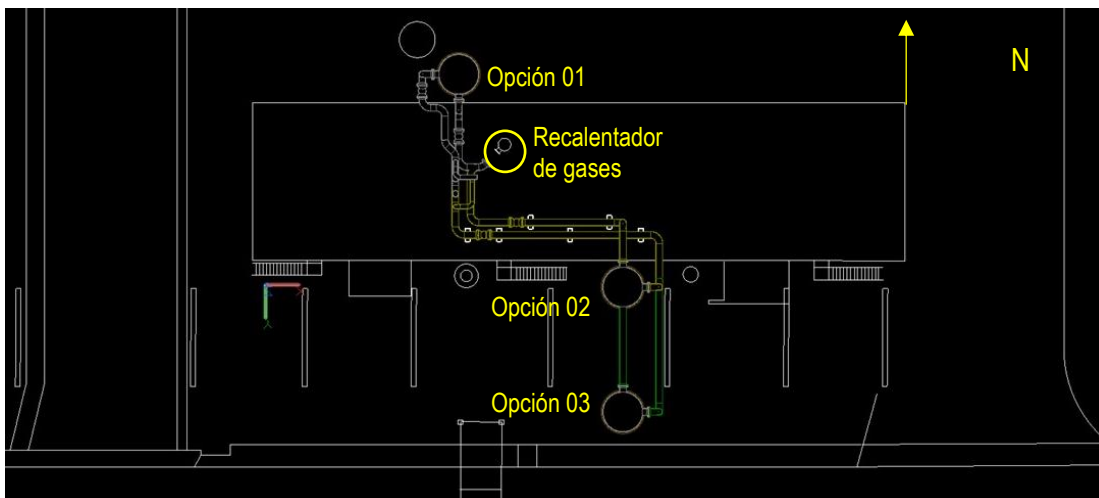 Opción 01
N
Recalentador
de gases
Opción 02
Opción 03